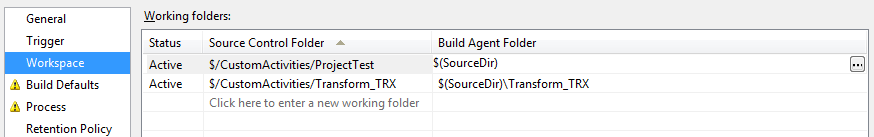 General
Trigger
Workspace
Build Defaults
Process
Retention Policy
Working folders:
Status Source Control Folder Build Agent Folder
Active $/CustomActivities/ProjectTest $(SourceDir) ...
Active $/CustomActivities/Transform_TRX $(SourceDir)\Transform_TRX
Click here to enter a new working folder